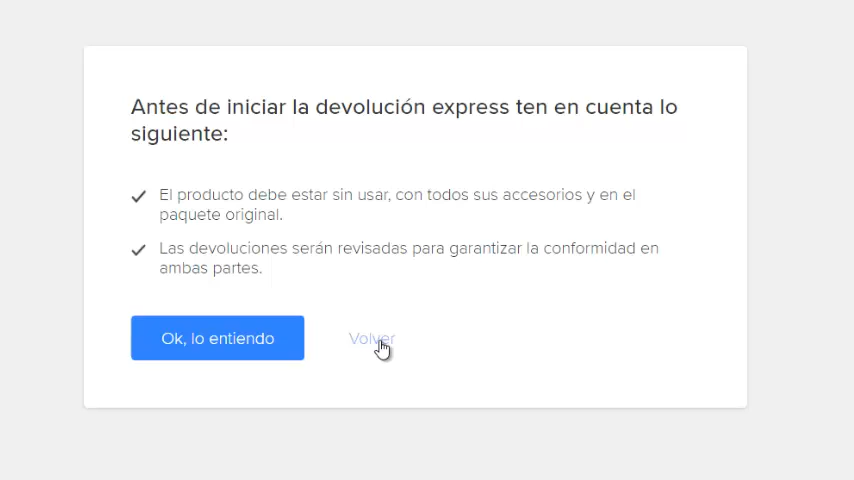 Antes de iniciar la devolución express ten en cuenta lo
siguiente:
El producto debe estar sin usar, con todos sus accesorios y en el
paquete original.
Las devoluciones serán revisadas para garantizar la conformidad en
ambas partes.
Ok, lo entiendo
Volver